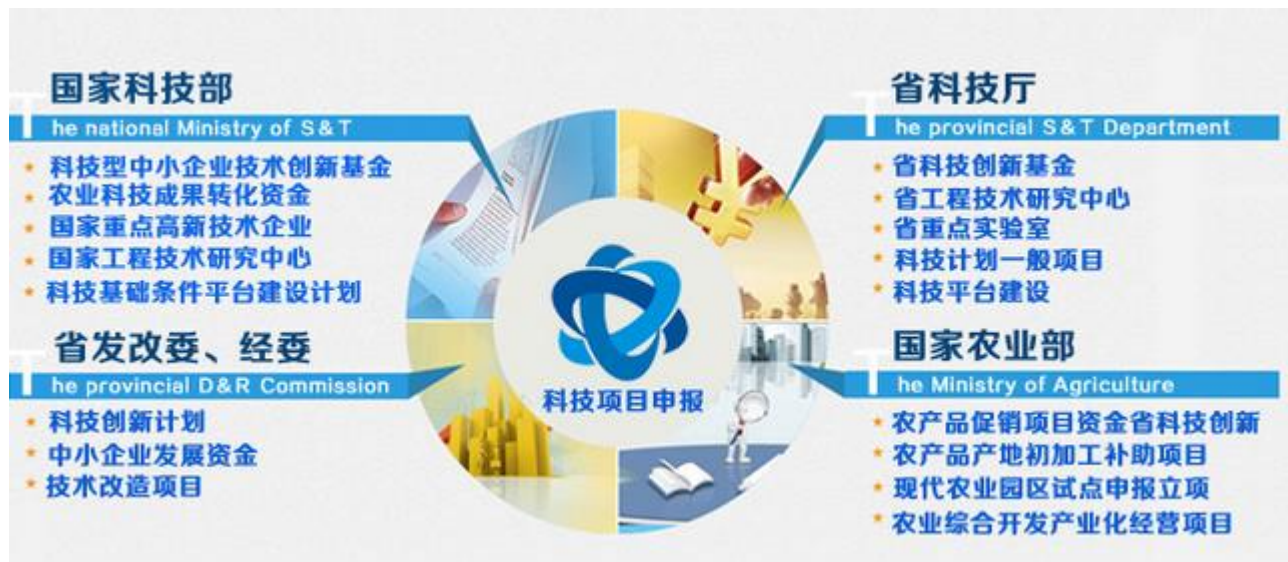 国家科技部
The national Ministry of S&T
科技型中小企业技术创新基金
农业科技成果转化资金
国家重点高新技术企业
国家工程技术研究中心
科技基础条件平台建设计划
省发改委、经委
The provincial D&R Commission
科技创新计划
中小企业发展资金
技术改造项目
科技项目申报
省科技厅
The provincial S&T Department
省科技创新基金
省工程技术研究中心
省重点实验室
科技计划一般项目
科技平台建设
国家农业部
The Ministry of Agriculture
农产品促销项目资金省科技创新
农产品产地初加工补助项目
现代农业园区试点申报立项
农业综合开发产业化经营项目